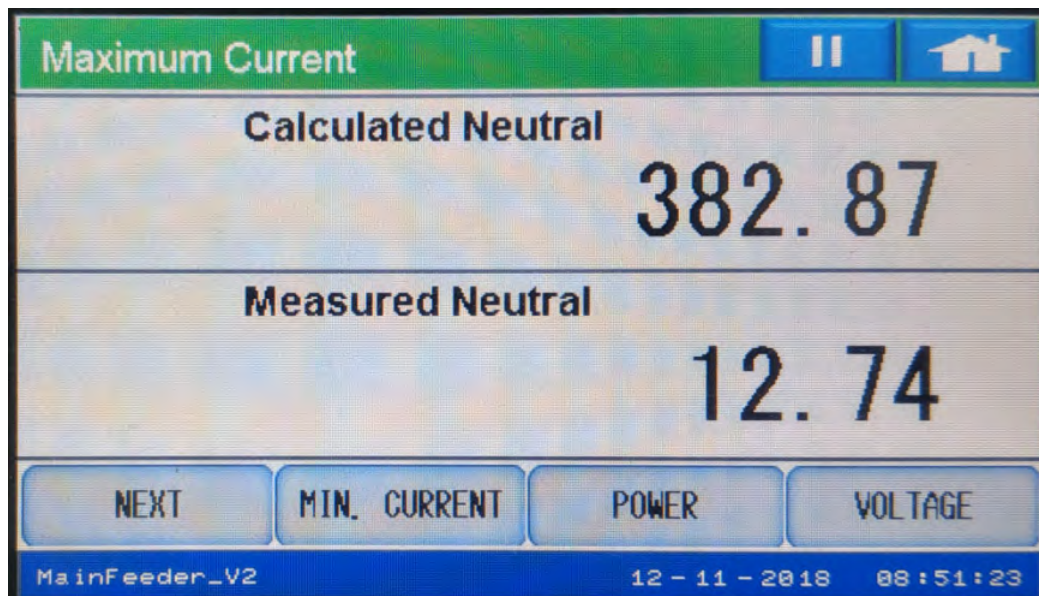 Maximum Current
Calculated Neutral
382.87
Measured Neutral
12.74
NEXT MIN. CURRENT POWER VOLTAGE
MainFeeder_V2 12-11-2018 08:51:23